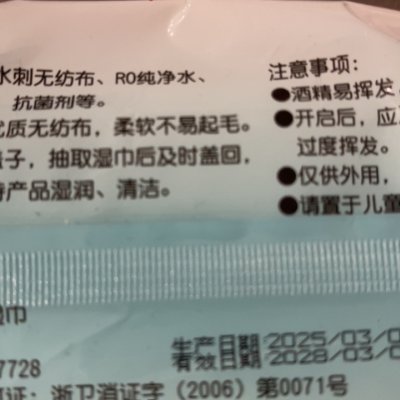 水刺无纺布、RO纯净水、
抗菌剂等。
优质无纺布，柔软不易起毛。
盖子，抽取湿巾后及时盖回，
持产品湿润、清洁。
注意事项：
●酒精易挥发，
●开启后，应
过度挥发。
●仅供外用，
●请置于儿童
湿巾
生产日期：2025/03/0
7728
有效日期：2028/03/0
可证：浙卫消证字（2006）第0071号